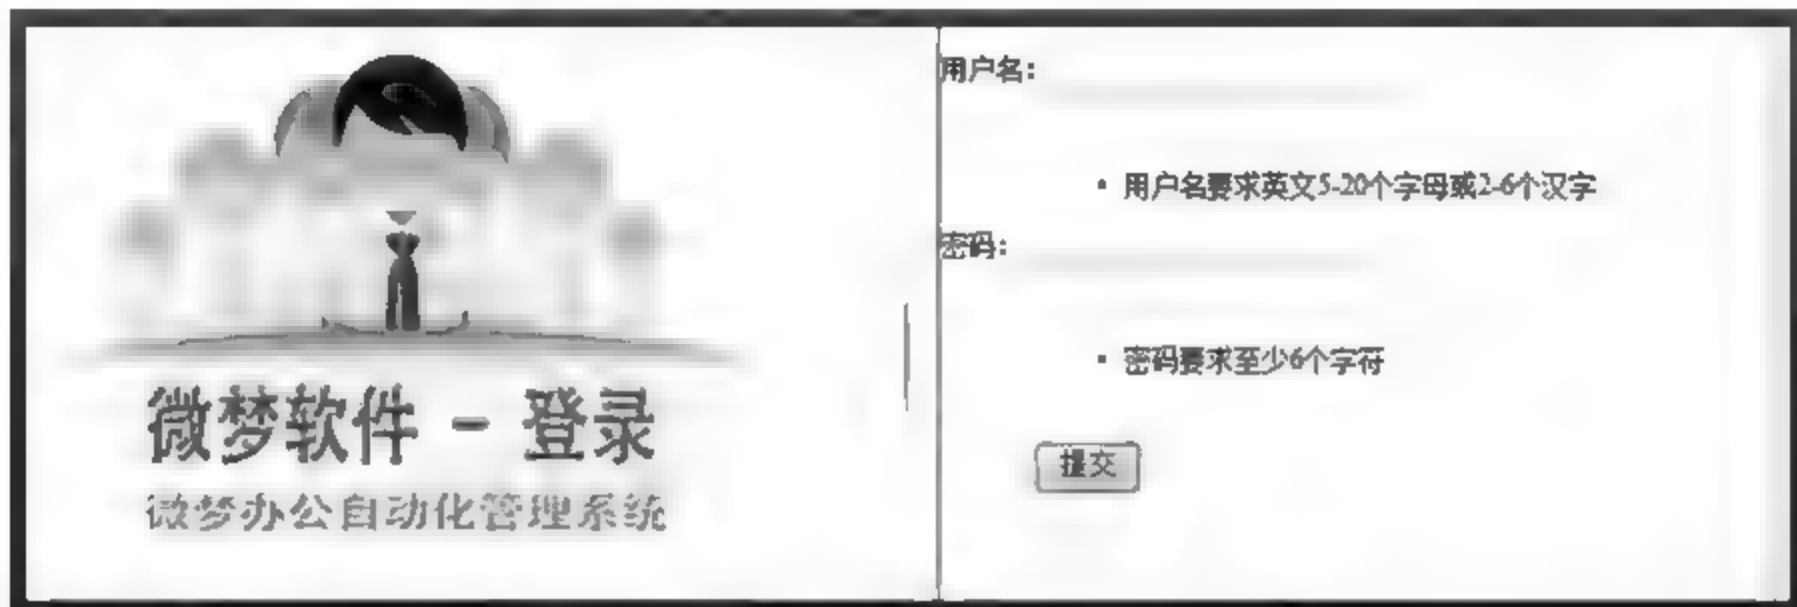 微梦软件 - 登录
微梦办公自动化管理系统
用户名：
• 用户名要求英文5-20个字母或2-6个汉字
密码：
• 密码要求至少6个字符
提交